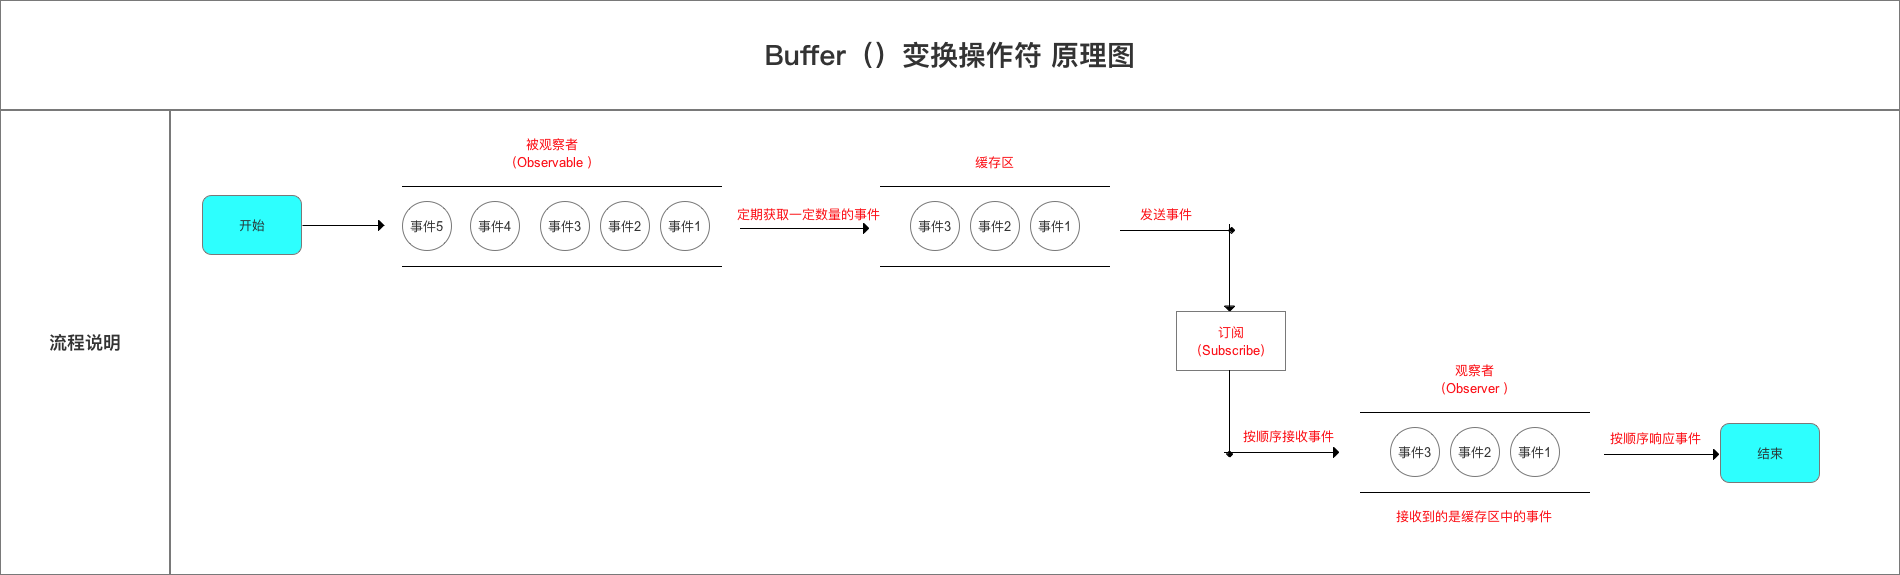 Buffer（）变换操作符 原理图
流程说明
开始
被观察者
（Observable ）
事件5
事件4
事件3
事件2
事件1
定期获取一定数量的事件
缓存区
事件3
事件2
事件1
发送事件
订阅
（Subscribe）
按顺序接收事件
观察者
（Observer ）
事件3
事件2
事件1
接收到的是缓存区中的事件
按顺序响应事件
结束